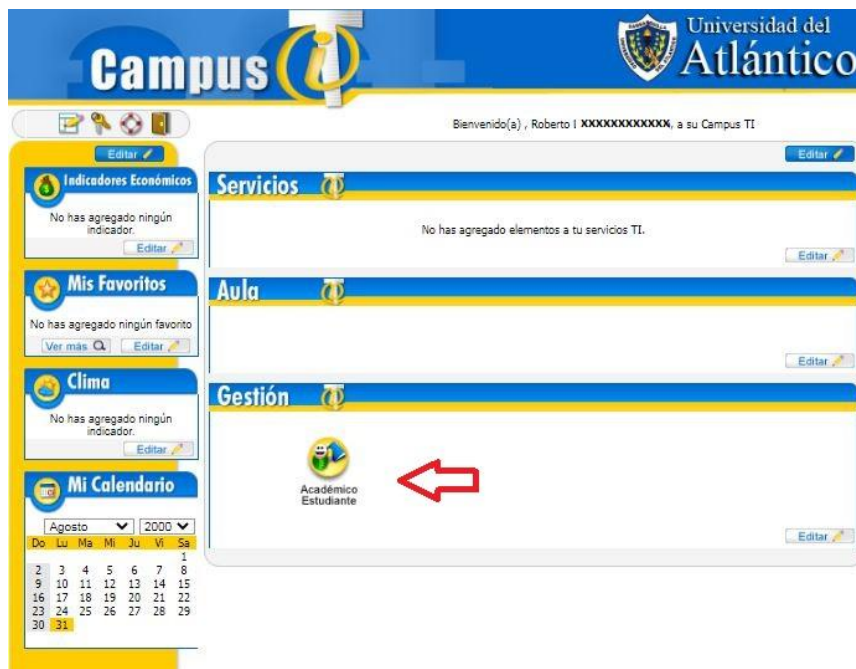 Campus TI
Universidad del
Atlántico
Bienvenido(a) , Roberto I XXXXXXXXXXXX, a su Campus TI
Editar
Indicadores Económicos
No has agregado ningún
indicador.
Editar
Mis Favoritos
No has agregado ningún favorito
Ver más
Editar
Clima
No has agregado ningún
indicador.
Editar
Mi Calendario
Agosto 2000
Do Lu Ma Mi Ju Vi Sa
1
2 3 4 5 6 7 8
9 10 11 12 13 14 15
16 17 18 19 20 21 22
23 24 25 26 27 28 29
30 31
Editar
Servicios
No has agregado elementos a tu servicios TI.
Editar
Aula
Editar
Gestión
Académico
Estudiante
Editar